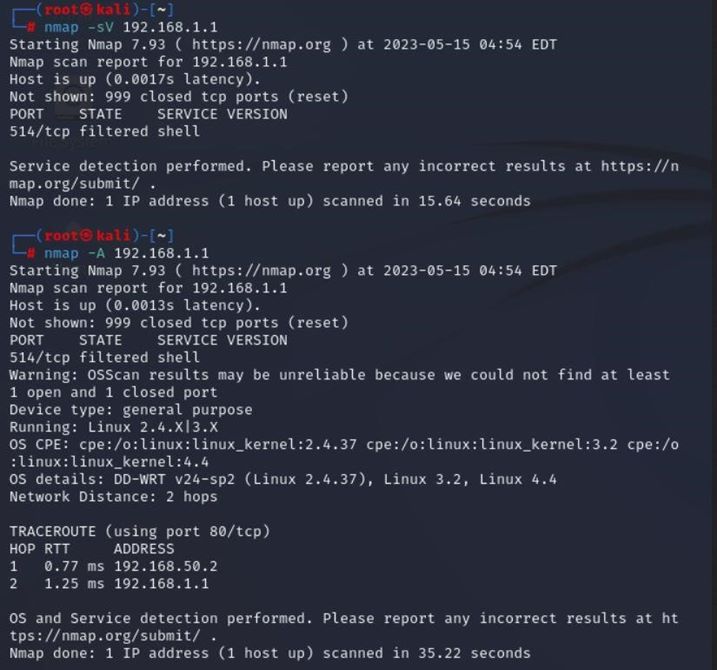 ┌──(root㉿kali)-[~]
└─# nmap -sV 192.168.1.1
Starting Nmap 7.93 ( https://nmap.org ) at 2023-05-15 04:54 EDT
Nmap scan report for 192.168.1.1
Host is up (0.0017s latency).
Not shown: 999 closed tcp ports (reset)
PORT    STATE    SERVICE VERSION
514/tcp filtered shell
Service detection performed. Please report any incorrect results at https://n
map.org/submit/ .
Nmap done: 1 IP address (1 host up) scanned in 15.64 seconds
┌──(root㉿kali)-[~]
└─# nmap -A 192.168.1.1
Starting Nmap 7.93 ( https://nmap.org ) at 2023-05-15 04:54 EDT
Nmap scan report for 192.168.1.1
Host is up (0.0013s latency).
Not shown: 999 closed tcp ports (reset)
PORT    STATE    SERVICE VERSION
514/tcp filtered shell
Warning: OSScan results may be unreliable because we could not find at least
1 open and 1 closed port
Device type: general purpose
Running: Linux 2.4.X|3.X
OS CPE: cpe:/o:linux:linux_kernel:2.4.37 cpe:/o:linux:linux_kernel:3.2 cpe:/o
:linux:linux_kernel:4.4
OS details: DD-WRT v24-sp2 (Linux 2.4.37), Linux 3.2, Linux 4.4
Network Distance: 2 hops
TRACEROUTE (using port 80/tcp)
HOP RTT     ADDRESS
1   0.77 ms 192.168.50.2
2   1.25 ms 192.168.1.1
OS and Service detection performed. Please report any incorrect results at ht
tps://nmap.org/submit/ .
Nmap done: 1 IP address (1 host up) scanned in 35.22 seconds